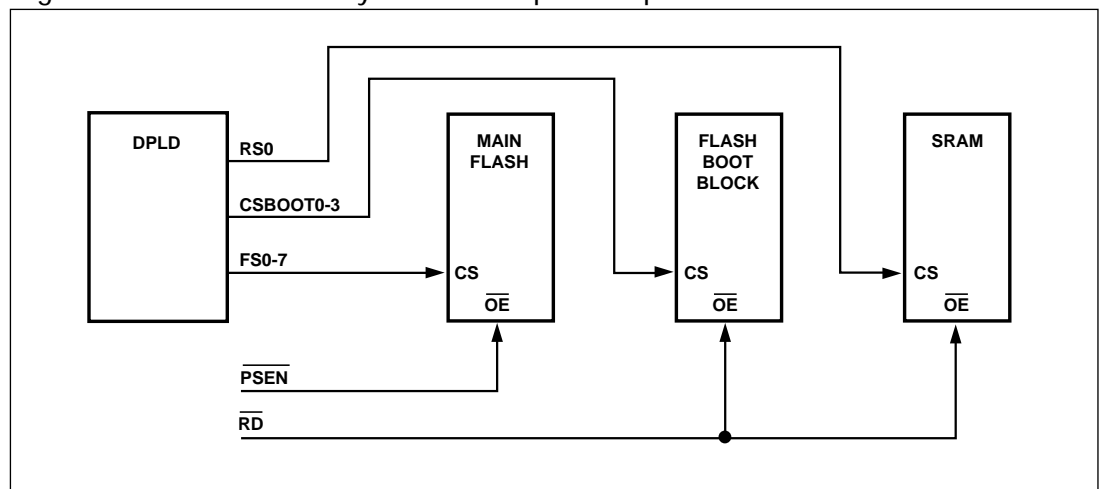 DPLD
RS0
CSBOOT0-3
FS0-7
MAIN
FLASH
CS
OE
FLASH
BOOT
BLOCK
CS
OE
SRAM
CS
OE
PSEN
RD